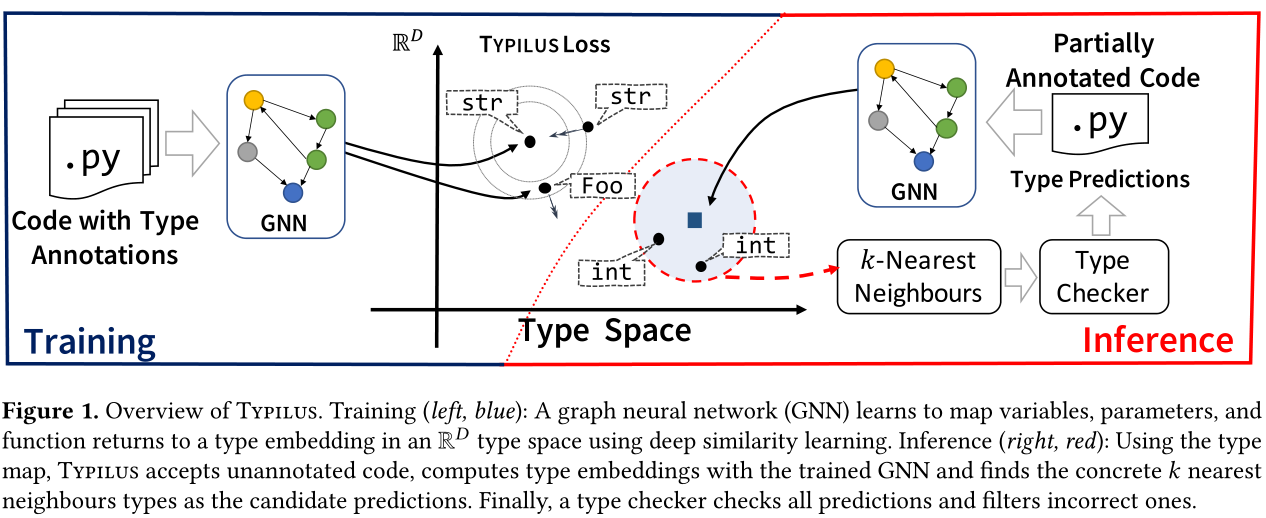 ℝᴰ
TYPILUS Loss
str
str
Foo
.py
GNN
Code with Type
Annotations
Training
Type Space
int
int
GNN
Partially
Annotated Code
.py
Type Predictions
k-Nearest
Neighbours
Type
Checker
Inference
Figure 1. Overview of TYPILUS. Training (left, blue): A graph neural network (GNN) learns to map variables, parameters, and
function returns to a type embedding in an ℝᴰ type space using deep similarity learning. Inference (right, red): Using the type
map, TYPILUS accepts unannotated code, computes type embeddings with the trained GNN and finds the concrete k nearest
neighbours types as the candidate predictions. Finally, a type checker checks all predictions and filters incorrect ones.